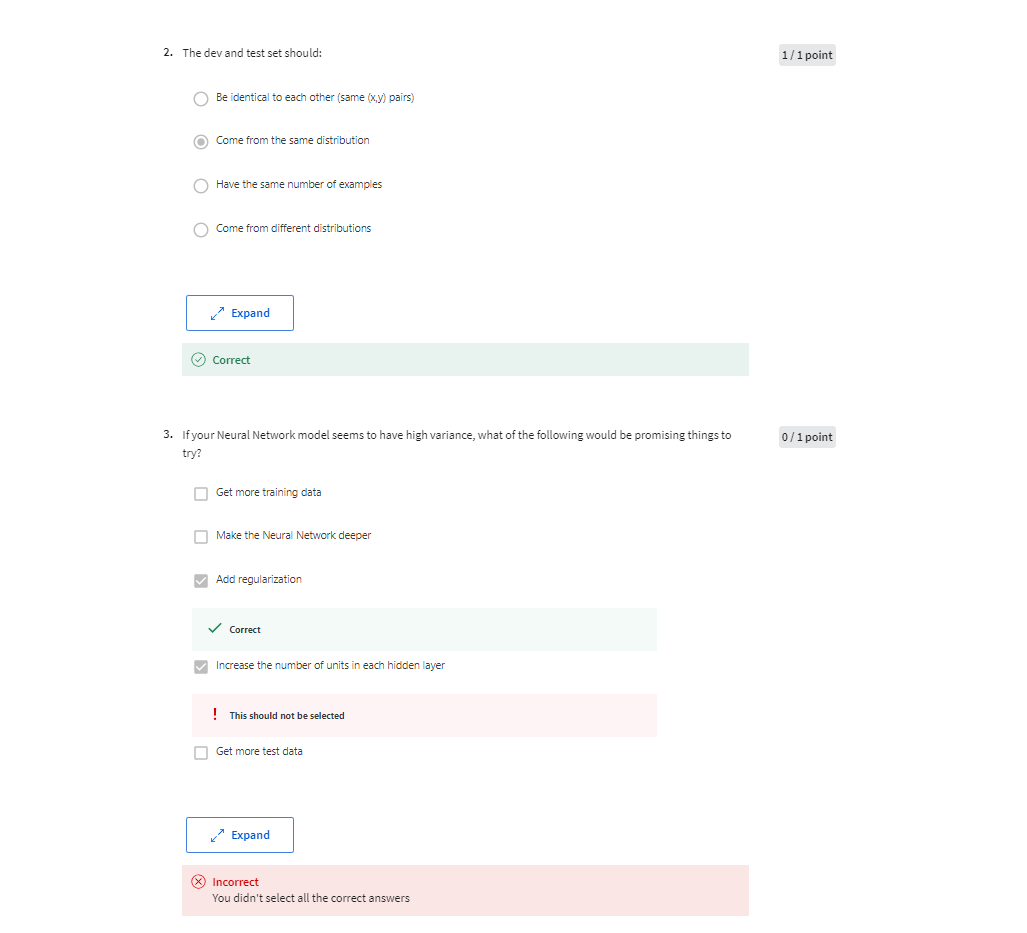 2. The dev and test set should:
1 / 1 point
Be identical to each other (same (x,y) pairs)
Come from the same distribution
Have the same number of examples
Come from different distributions
Expand
Correct
3. If your Neural Network model seems to have high variance, what of the following would be promising things to
try?
0 / 1 point
Get more training data
Make the Neural Network deeper
Add regularization
Correct
Increase the number of units in each hidden layer
! This should not be selected
Get more test data
Expand
Incorrect
You didn't select all the correct answers